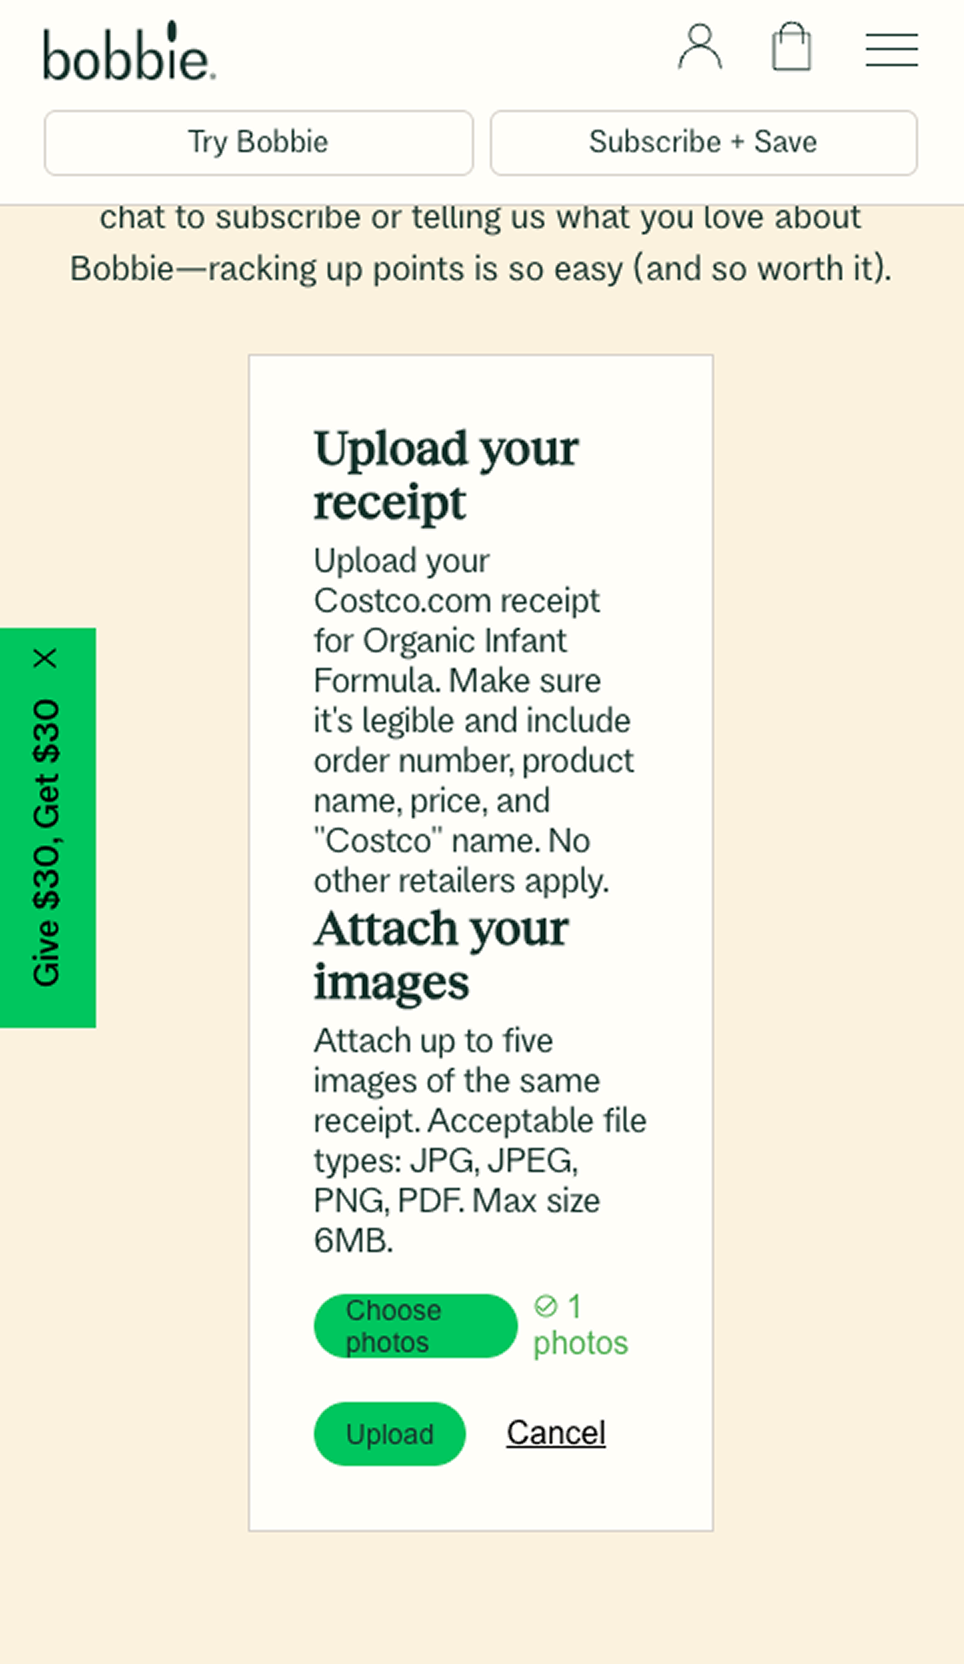 bobbie.
Try Bobbie
Subscribe + Save
chat to subscribe or telling us what you love about
Bobbie—racking up points is so easy (and so worth it).
Upload your
receipt
Upload your
Costco.com receipt
for Organic Infant
Formula. Make sure
it's legible and include
order number, product
name, price, and
"Costco" name. No
other retailers apply.
Attach your
images
Attach up to five
images of the same
receipt. Acceptable file
types: JPG, JPEG,
PNG, PDF. Max size
6MB.
Choose
photos
1
photos
Upload
Cancel
Give $30, Get $30 X